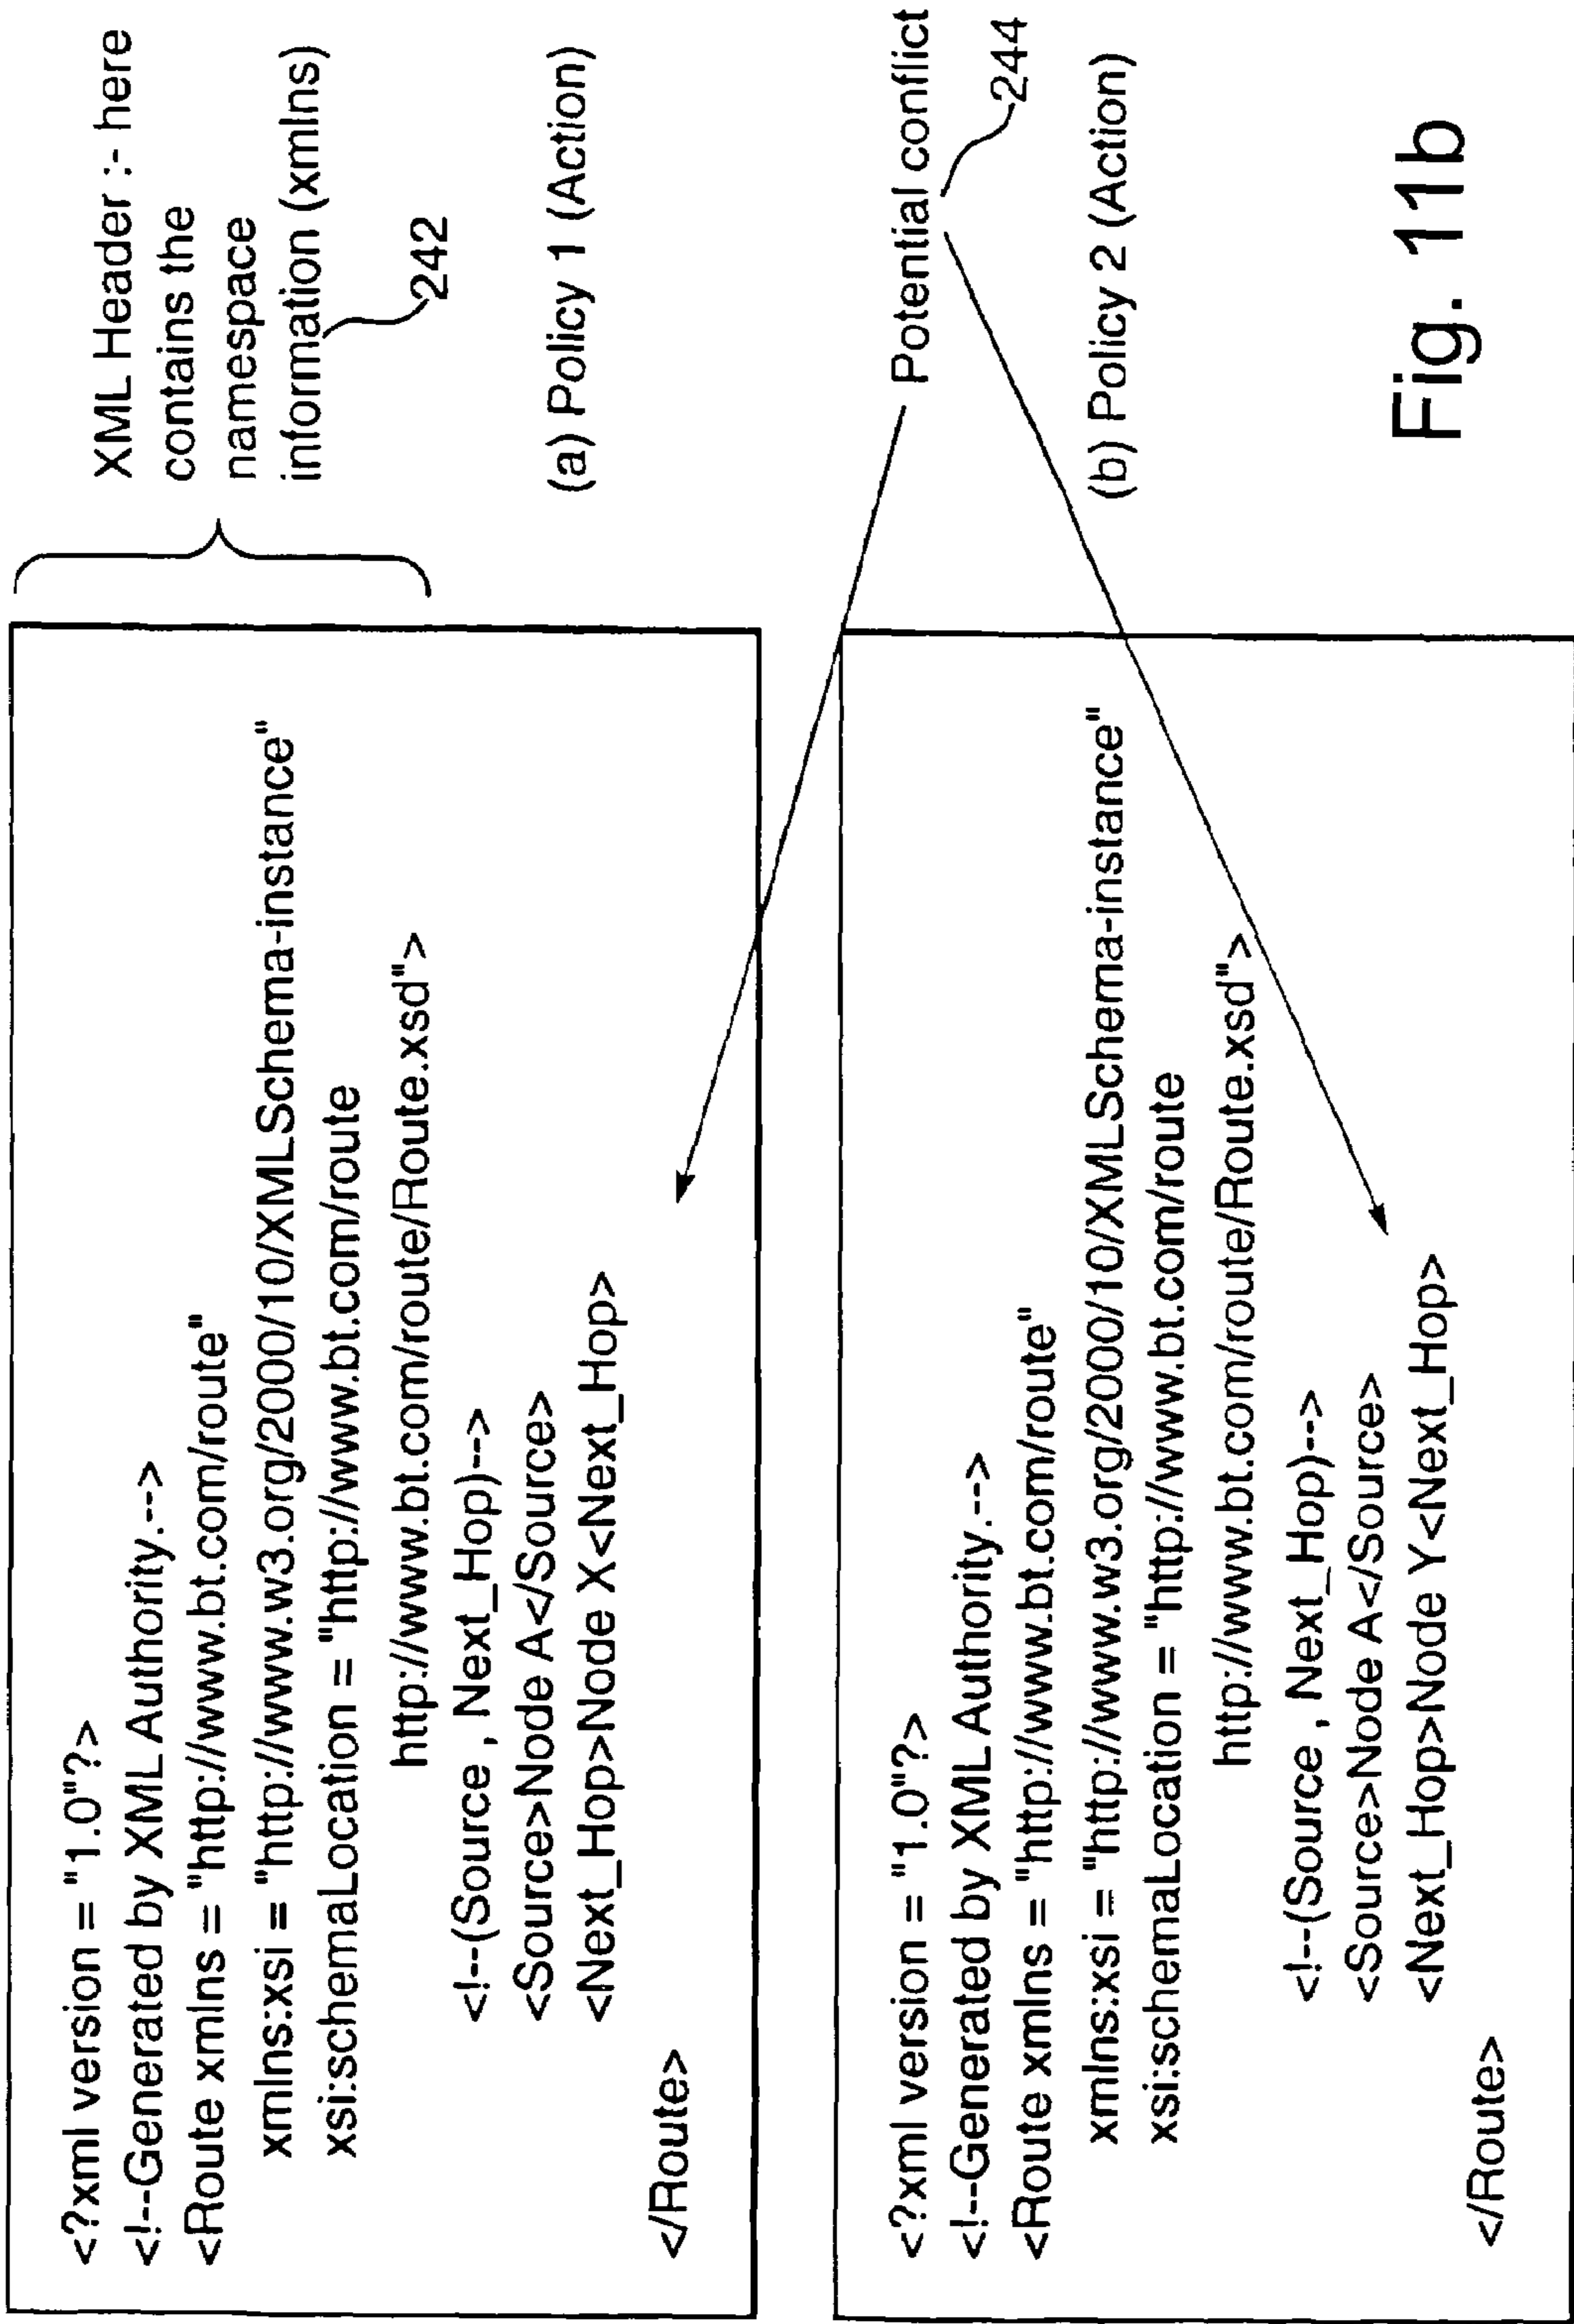 <?xml version = "1.0"?>
<!--Generated by XML Authority.-->
<Route xmlns = "http://www.bt.com/route"
xmlns:xsi = "http://www.w3.org/2000/10/XMLSchema-instance"
xsi:schemaLocation = "http://www.bt.com/route
http://www.bt.com/route/Route.xsd">
<!--(Source , Next_Hop)-->
<Source>Node A</Source>
<Next_Hop>Node X<Next_Hop>
</Route>
XML Header :- here
contains the
namespace
information (xmlns)
242
(a) Policy 1 (Action)
Potential conflict
244
<?xml version = "1.0"?>
<!--Generated by XML Authority.-->
<Route xmlns = "http://www.bt.com/route"
xmlns:xsi = "http://www.w3.org/2000/10/XMLSchema-instance"
xsi:schemaLocation = "http://www.bt.com/route
http://www.bt.com/route/Route.xsd">
<!--(Source , Next_Hop)-->
<Source>Node A</Source>
<Next_Hop>Node Y<Next_Hop>
</Route>
(b) Policy 2 (Action)
Fig. 11b